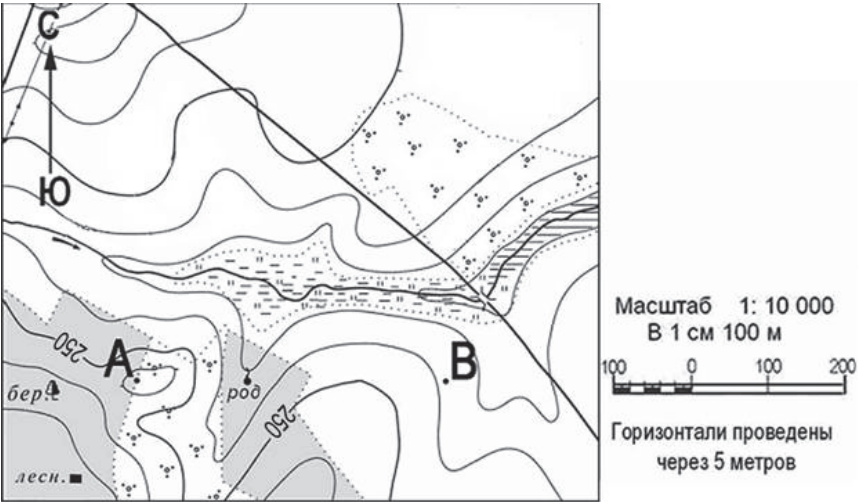 С
Ю
250
А
В
бер.
род
250
лесн.
Масштаб 1: 10 000
В 1 см 100 м
100 0 100 200
Горизонтали проведены
через 5 метров